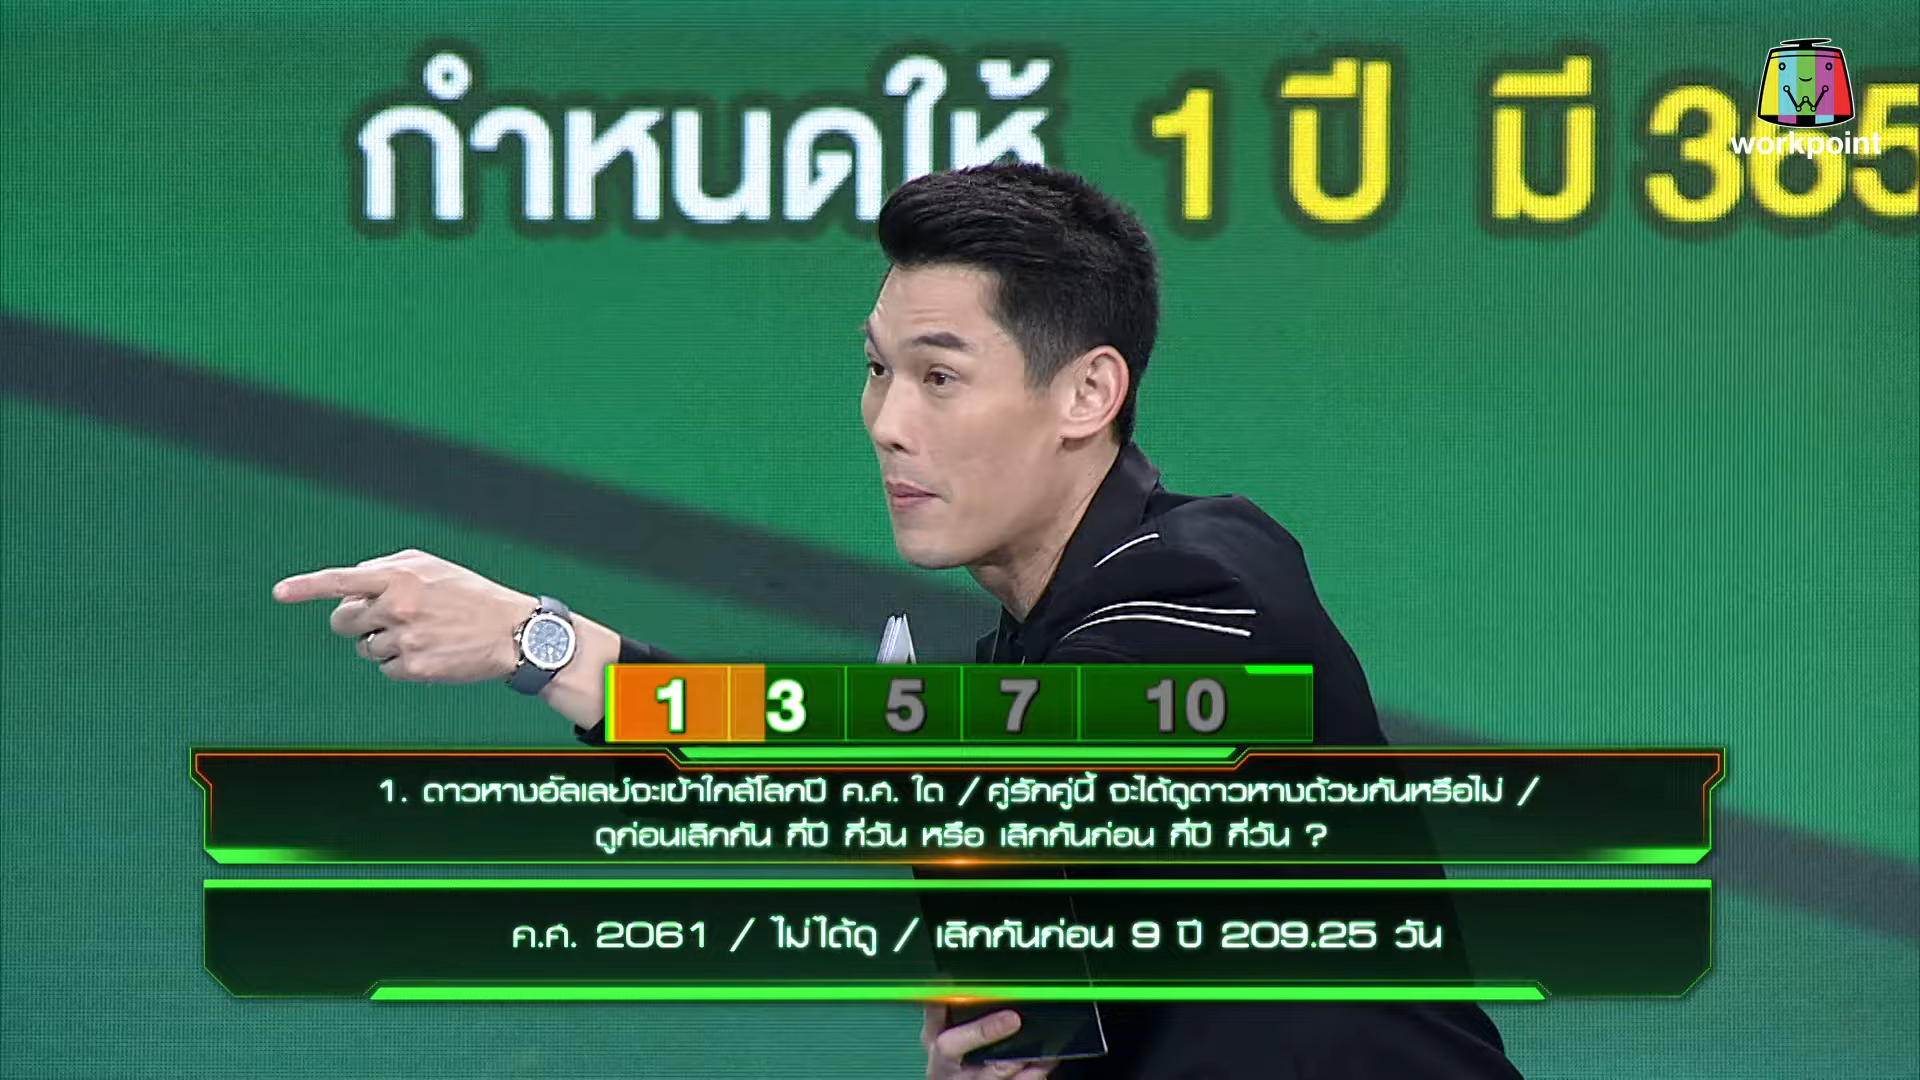 กำหนดให้ 1 ปี มี 365
workpoint
1 3 5 7 10
1. ดาวหางฮัลเลย์จะเข้าใกล้โลกปี ค.ศ. ใด / คู่รักคู่นี้ จะได้ดูดาวหางด้วยกันหรือไม่ /
ดูก่อนเลิกกัน กี่ปี กี่วัน หรือ เลิกกันก่อน กี่ปี กี่วัน ?
ค.ศ. 2061 / ไม่ได้ดู / เลิกกันก่อน 9 ปี 209.25 วัน